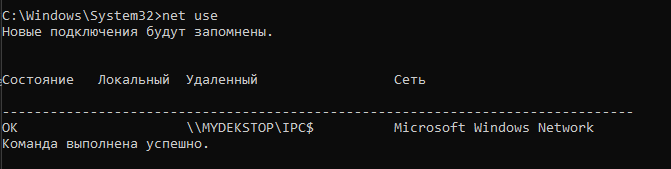 C:\Windows\System32>net use
Новые подключения будут запомнены.
Состояние Локальный Удаленный Сеть
-------------------------------------------------------------------------------
OK \\MYDEKSTOP\IPC$ Microsoft Windows Network
Команда выполнена успешно.